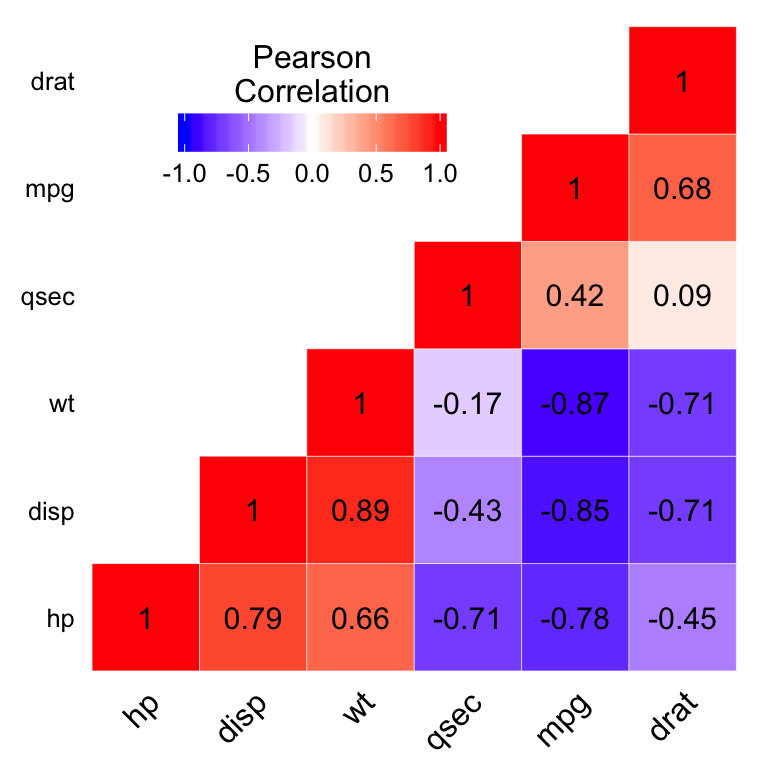 Pearson
Correlation
-1.0 -0.5 0.0 0.5 1.0
drat 1
mpg 1 0.68
qsec 1 0.42 0.09
wt 1 -0.17 -0.87 -0.71
disp 1 0.89 -0.43 -0.85 -0.71
hp 1 0.79 0.66 -0.71 -0.78 -0.45
hp disp wt qsec mpg drat